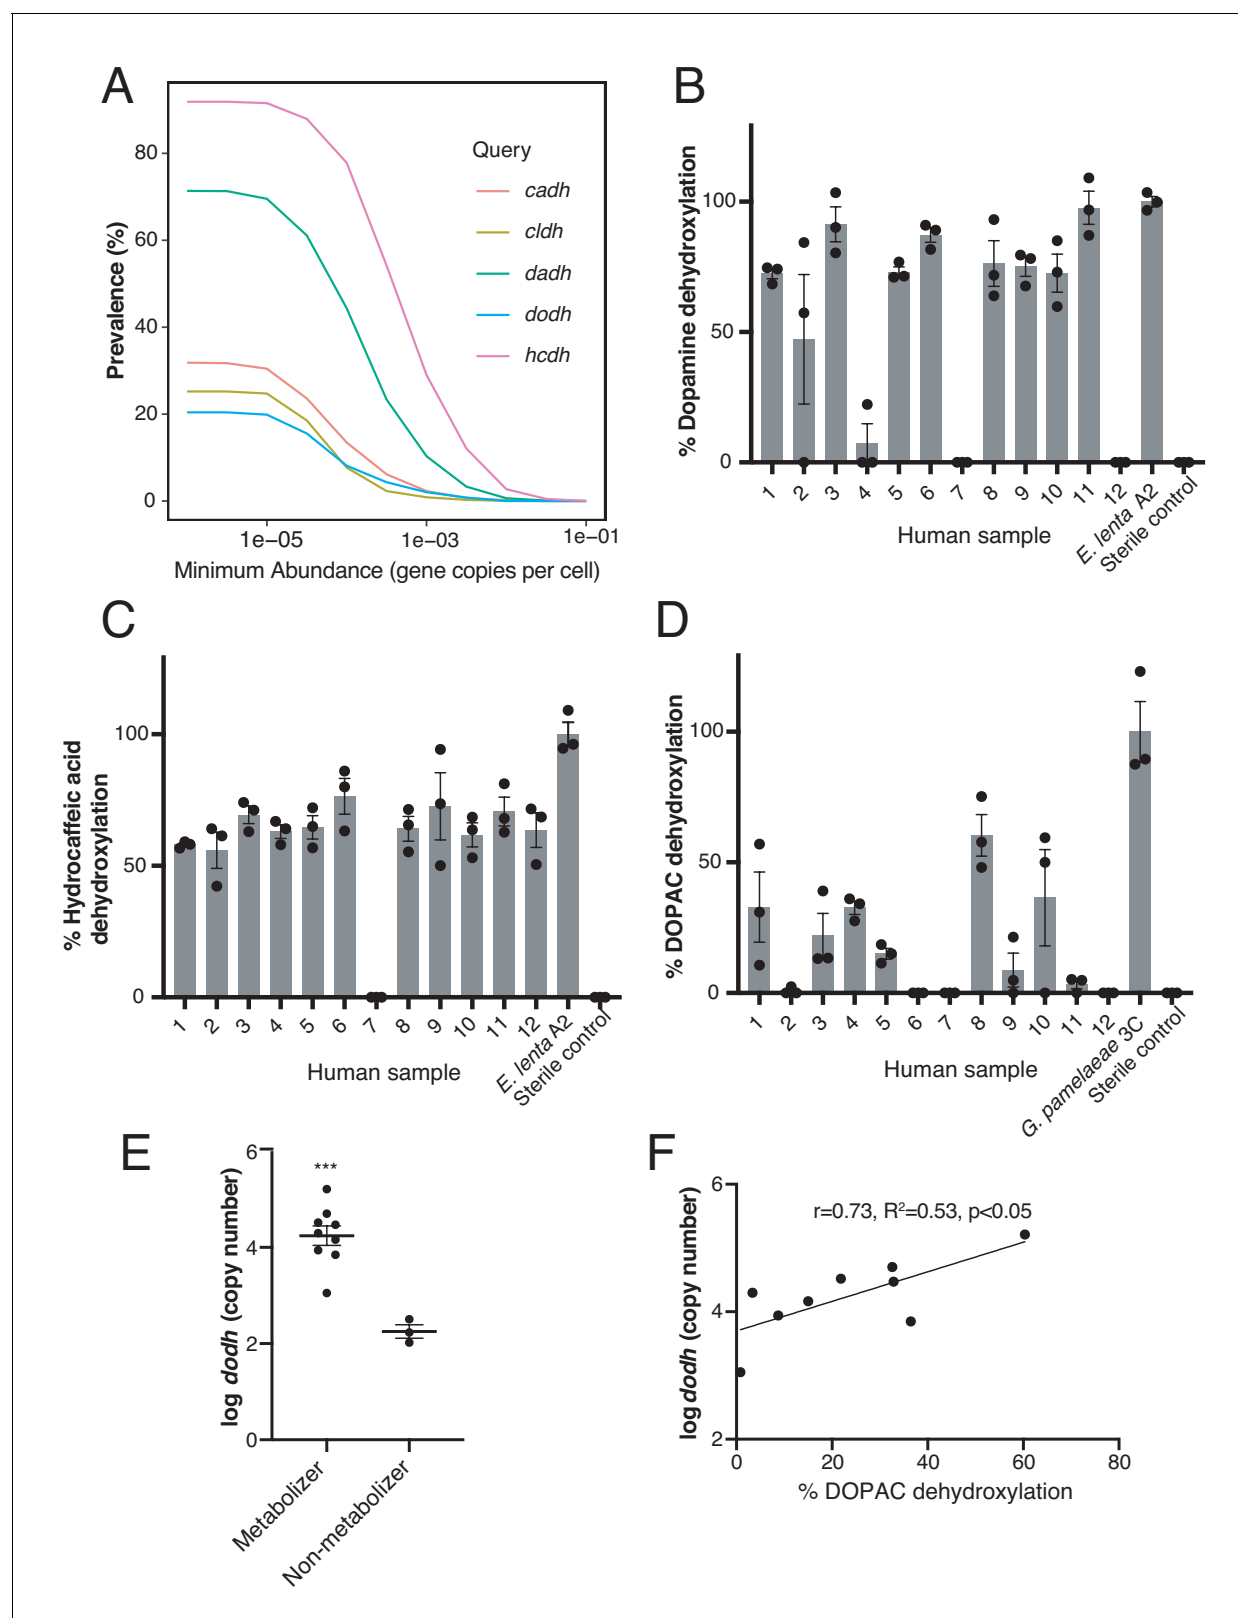 A
Prevalence (%)
80
60
40
20
0
Query
cadh
cldh
dadh
dodh
hcdh
1e−05
1e−03
1e−01
Minimum Abundance (gene copies per cell)
B
% Dopamine dehydroxylation
100
50
0
1
2
3
4
5
6
7
8
9
10
11
12
E. lenta A2
Sterile control
Human sample
C
% Hydrocaffeic acid
dehydroxylation
100
50
0
1
2
3
4
5
6
7
8
9
10
11
12
E. lenta A2
Sterile control
Human sample
D
% DOPAC dehydroxylation
100
50
0
1
2
3
4
5
6
7
8
9
10
11
12
G. pamelaeae 3C
Sterile control
Human sample
E
log dodh (copy number)
6
4
2
0
***
Metabolizer
Non-metabolizer
F
log dodh (copy number)
6
4
2
r=0.73, R²=0.53, p<0.05
0
20
40
60
80
% DOPAC dehydroxylation